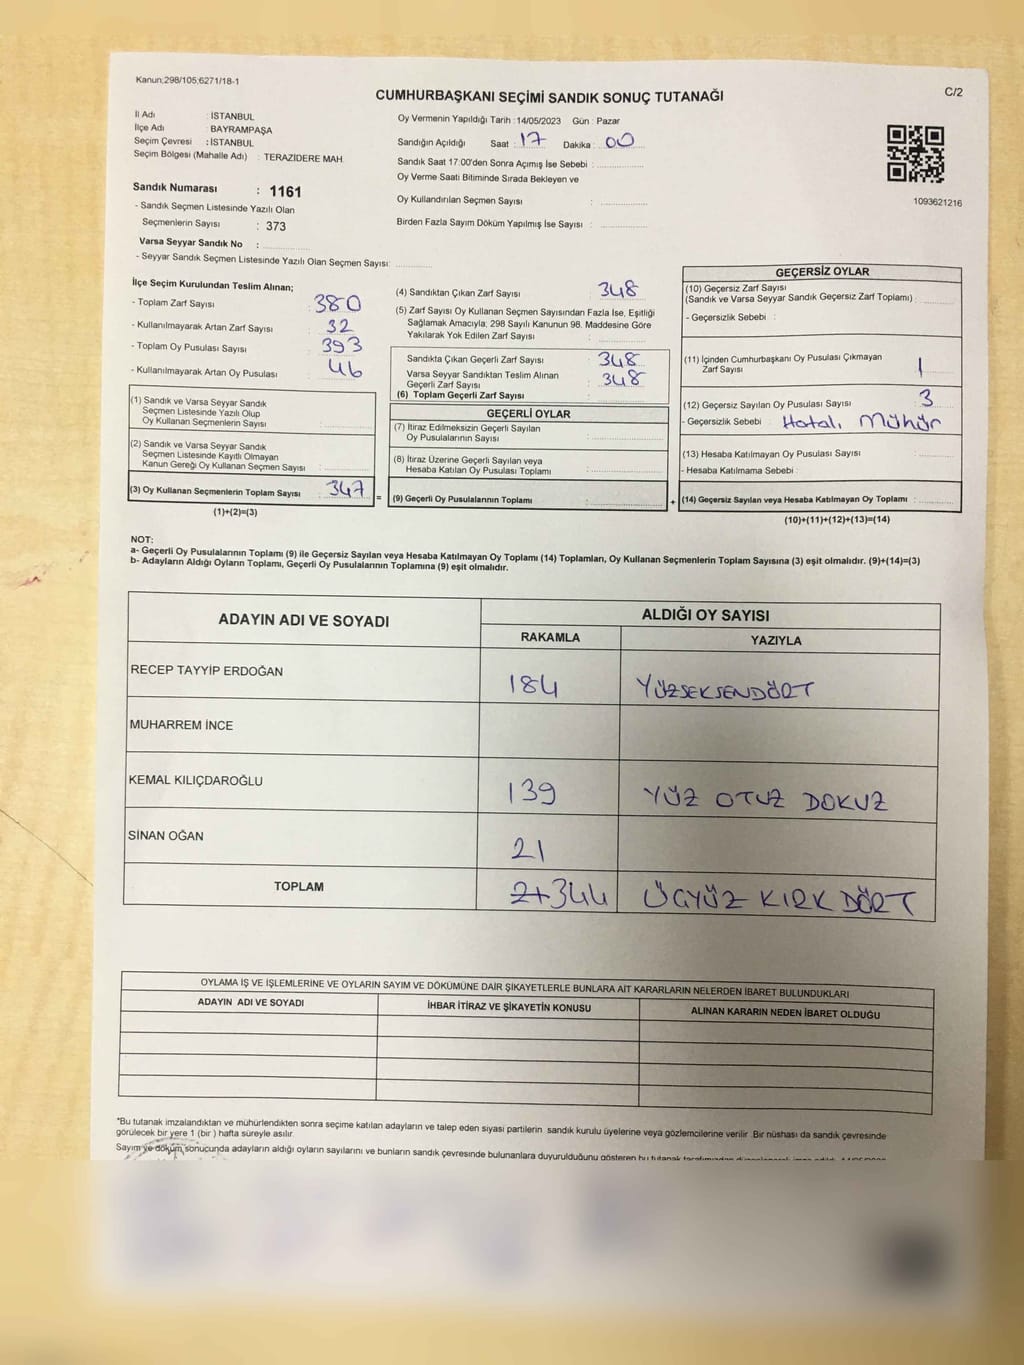 Kanun;298/105;6271/18-1
C/2
CUMHURBAŞKANI SEÇİMİ SANDIK SONUÇ TUTANAĞI
İl Adı : İSTANBUL
İlçe Adı : BAYRAMPAŞA
Seçim Çevresi : İSTANBUL
Seçim Bölgesi (Mahalle Adı) : TERAZİDERE MAH.
Sandık Numarası : 1161
- Sandık Seçmen Listesinde Yazılı Olan
Seçmenlerin Sayısı : 373
Varsa Seyyar Sandık No :
- Seyyar Sandık Seçmen Listesinde Yazılı Olan Seçmen Sayısı:
Oy Vermenin Yapıldığı Tarih : 14/05/2023 Gün : Pazar
Sandığın Açıldığı Saat : 17 Dakika : 00
Sandık Saat 17:00'den Sonra Açımış İse Sebebi :
Oy Verme Saati Bitiminde Sırada Bekleyen ve
Oy Kullandırılan Seçmen Sayısı :
Birden Fazla Sayım Döküm Yapılmış İse Sayısı :
1093621216
İlçe Seçim Kurulundan Teslim Alınan;
- Toplam Zarf Sayısı : 380
- Kullanılmayarak Artan Zarf Sayısı : 32
- Toplam Oy Pusulası Sayısı : 393
- Kullanılmayarak Artan Oy Pusulası : 46
(1) Sandık ve Varsa Seyyar Sandık
Seçmen Listesinde Yazılı Olup
Oy Kullanan Seçmenlerin Sayısı :
(2) Sandık ve Varsa Seyyar Sandık
Seçmen Listesinde Kayıtlı Olmayan
Kanun Gereği Oy Kullanan Seçmen Sayısı :
(3) Oy Kullanan Seçmenlerin Toplam Sayısı : 347 =
(1)+(2)=(3)
(4) Sandıktan Çıkan Zarf Sayısı : 348
(5) Zarf Sayısı Oy Kullanan Seçmen Sayısından Fazla İse, Eşitliği
Sağlamak Amacıyla; 298 Sayılı Kanunun 98. Maddesine Göre
Yakılarak Yok Edilen Zarf Sayısı :
Sandıkta Çıkan Geçerli Zarf Sayısı : 348
Varsa Seyyar Sandıktan Teslim Alınan
Geçerli Zarf Sayısı : 348
(6) Toplam Geçerli Zarf Sayısı :
GEÇERLİ OYLAR
(7) İtiraz Edilmeksizin Geçerli Sayılan
Oy Pusulalarının Sayısı :
(8) İtiraz Üzerine Geçerli Sayılan veya
Hesaba Katılan Oy Pusulası Toplamı :
(9) Geçerli Oy Pusulalarının Toplamı : +
GEÇERSİZ OYLAR
(10) Geçersiz Zarf Sayısı
(Sandık ve Varsa Seyyar Sandık Geçersiz Zarf Toplamı) :
- Geçersizlik Sebebi :
(11) İçinden Cumhurbaşkanı Oy Pusulası Çıkmayan
Zarf Sayısı : 1
(12) Geçersiz Sayılan Oy Pusulası Sayısı : 3
- Geçersizlik Sebebi : Hatalı Mühür
(13) Hesaba Katılmayan Oy Pusulası Sayısı :
- Hesaba Katılmama Sebebi :
(14) Geçersiz Sayılan veya Hesaba Katılmayan Oy Toplamı :
(10)+(11)+(12)+(13)=(14)
NOT:
a- Geçerli Oy Pusulalarının Toplamı (9) ile Geçersiz Sayılan veya Hesaba Katılmayan Oy Toplamı (14) Toplamları, Oy Kullanan Seçmenlerin Toplam Sayısına (3) eşit olmalıdır. (9)+(14)=(3)
b- Adayların Aldığı Oyların Toplamı, Geçerli Oy Pusulalarının Toplamına (9) eşit olmalıdır.
ADAYIN ADI VE SOYADI ALDIĞI OY SAYISI
RAKAMLA YAZIYLA
RECEP TAYYİP ERDOĞAN 184 YÜZSEKSENDÖRT
MUHARREM İNCE
KEMAL KILIÇDAROĞLU 139 YÜZ OTUZ DOKUZ
SİNAN OĞAN 21
TOPLAM 344 ÜÇYÜZ KIRK DÖRT
OYLAMA İŞ VE İŞLEMLERİNE VE OYLARIN SAYIM VE DÖKÜMÜNE DAİR ŞİKAYETLERLE BUNLARA AİT KARARLARIN NELERDEN İBARET BULUNDUKLARI
ADAYIN ADI VE SOYADI İHBAR İTİRAZ VE ŞİKAYETİN KONUSU ALINAN KARARIN NEDEN İBARET OLDUĞU
*Bu tutanak imzalandıktan ve mühürlendikten sonra seçime katılan adayların ve talep eden siyasi partilerin sandık kurulu üyelerine veya gözlemcilerine verilir. Bir nüshası da sandık çevresinde
görülecek bir yere 1 (bir ) hafta süreyle asılır.
Sayım ve döküm sonucunda adayların aldığı oyların sayılarını ve bunların sandık çevresinde bulunanlara duyurulduğunu gösteren bu tutanak